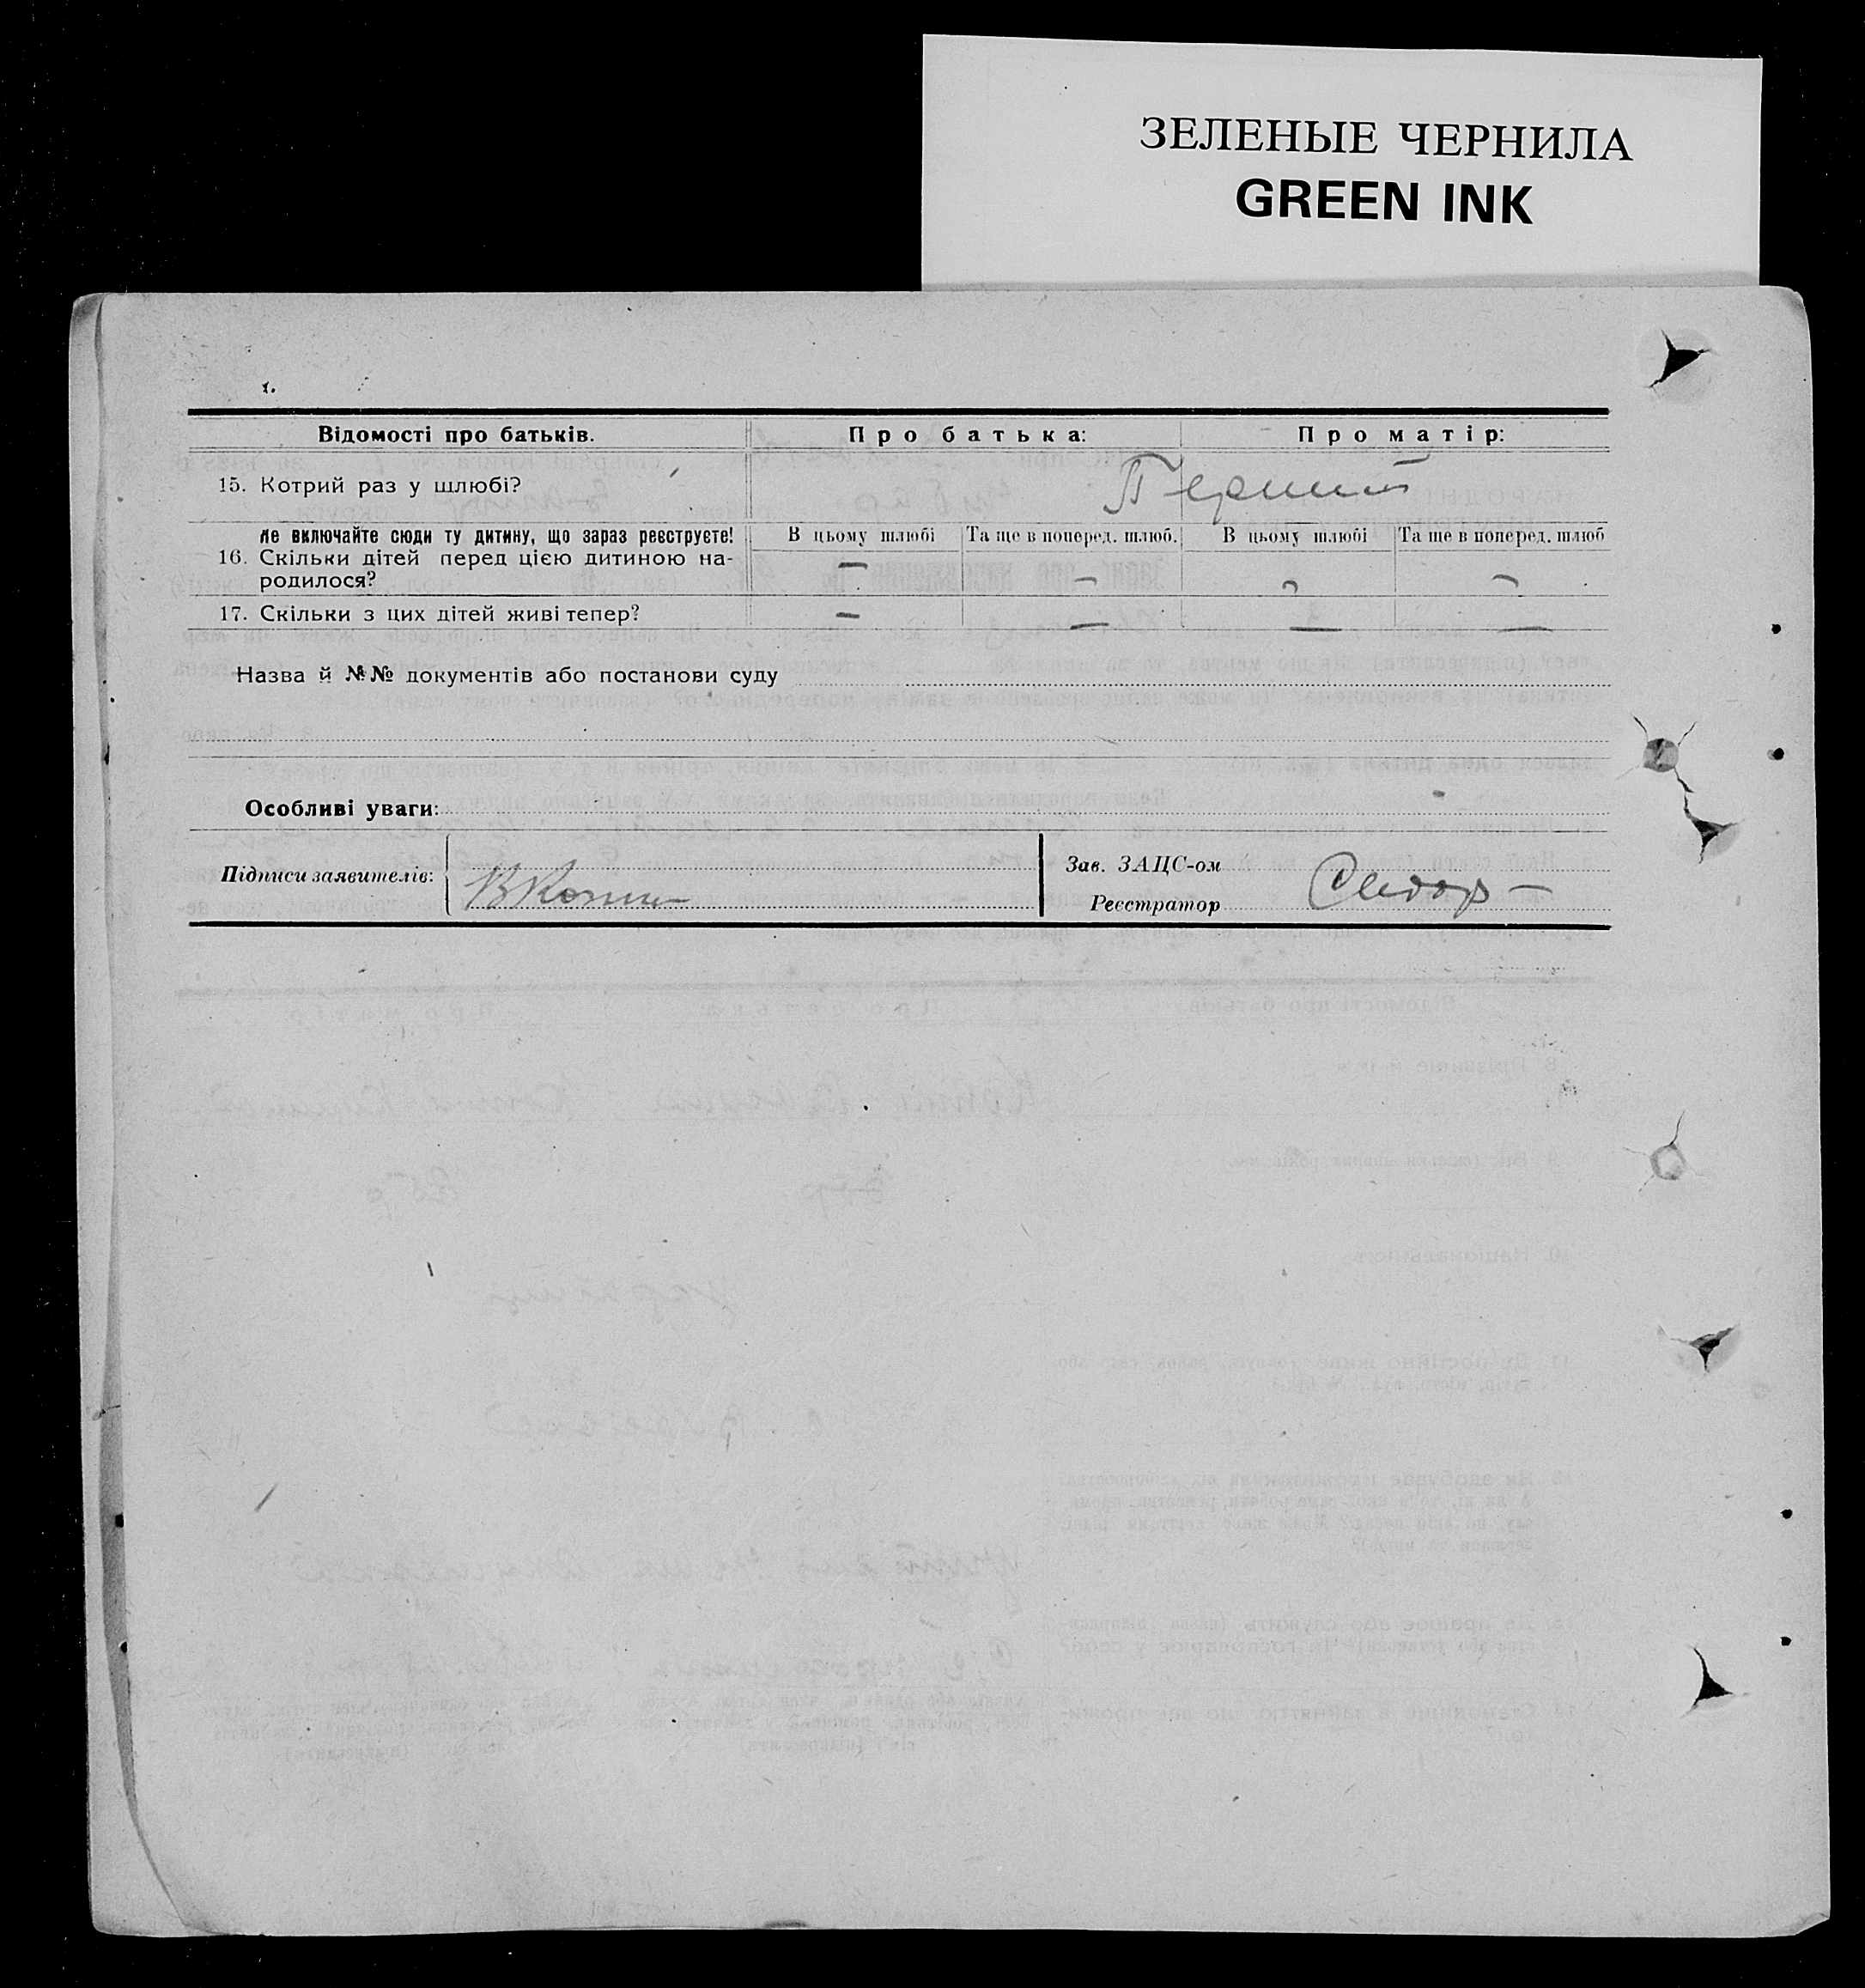 ЗЕЛЕНЫЕ ЧЕРНИЛА
GREEN INK
Відомості про батьків.
Про батька:
Про матір:
15. Котрий раз у шлюбі?
Перший
Не включайте сюди ту дитину, що зараз реєструєте!
В цьому шлюбі
Та ще в поперед. шлюб.
В цьому шлюбі
Та ще в поперед. шлюб
16. Скільки дітей перед цією дитиною на-
родилося?
— — — —
17. Скільки з цих дітей живі тепер?
— — — —
Назва й №№ документів або постанови суду
Особливі уваги:
Підписи заявителів:
Зав. ЗАЦС-ом
Реєстратор